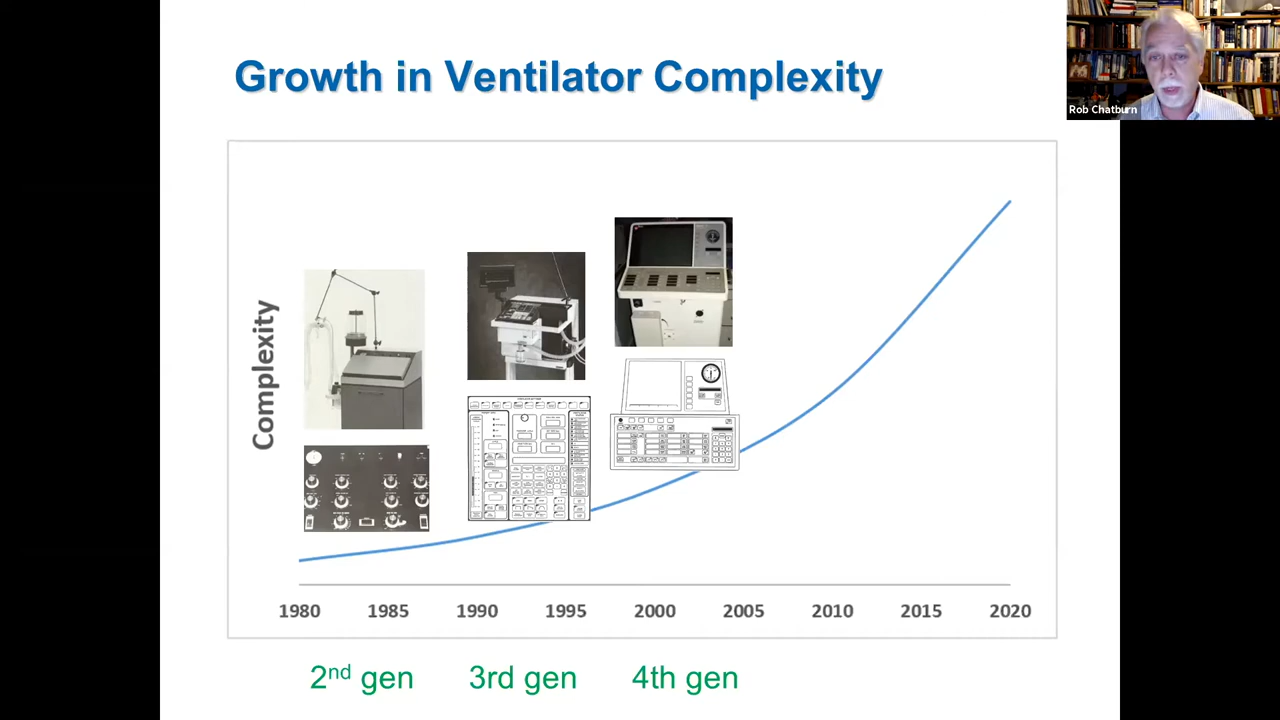 Growth in Ventilator Complexity
Rob Chatburn
Complexity
1980 1985 1990 1995 2000 2005 2010 2015 2020
2nd gen 3rd gen 4th gen